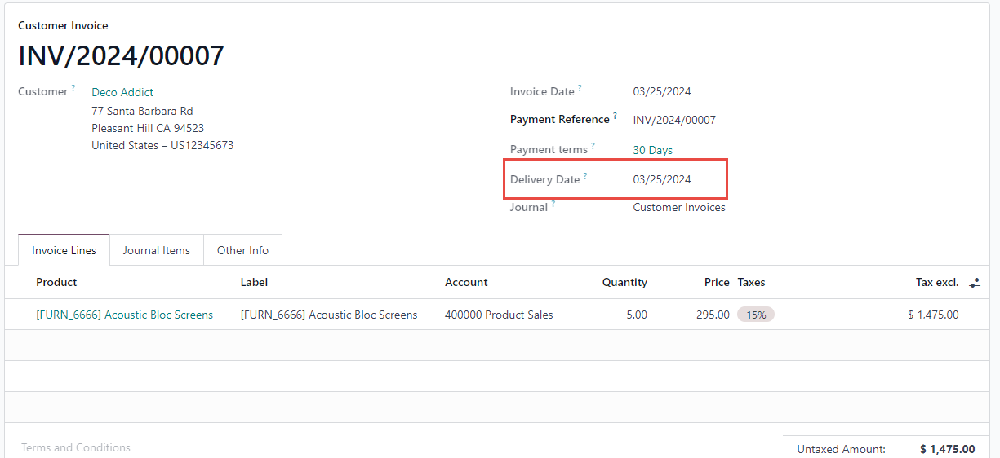 Customer Invoice
INV/2024/00007
Customer ?
Deco Addict
77 Santa Barbara Rd
Pleasant Hill CA 94523
United States – US12345673
Invoice Date ?
03/25/2024
Payment Reference ?
INV/2024/00007
Payment terms ?
30 Days
Delivery Date ?
03/25/2024
Journal ?
Customer Invoices
Invoice Lines Journal Items Other Info
Product Label Account Quantity Price Taxes Tax excl.
[FURN_6666] Acoustic Bloc Screens [FURN_6666] Acoustic Bloc Screens 400000 Product Sales 5.00 295.00 15% $ 1,475.00
Terms and Conditions
Untaxed Amount: $ 1,475.00